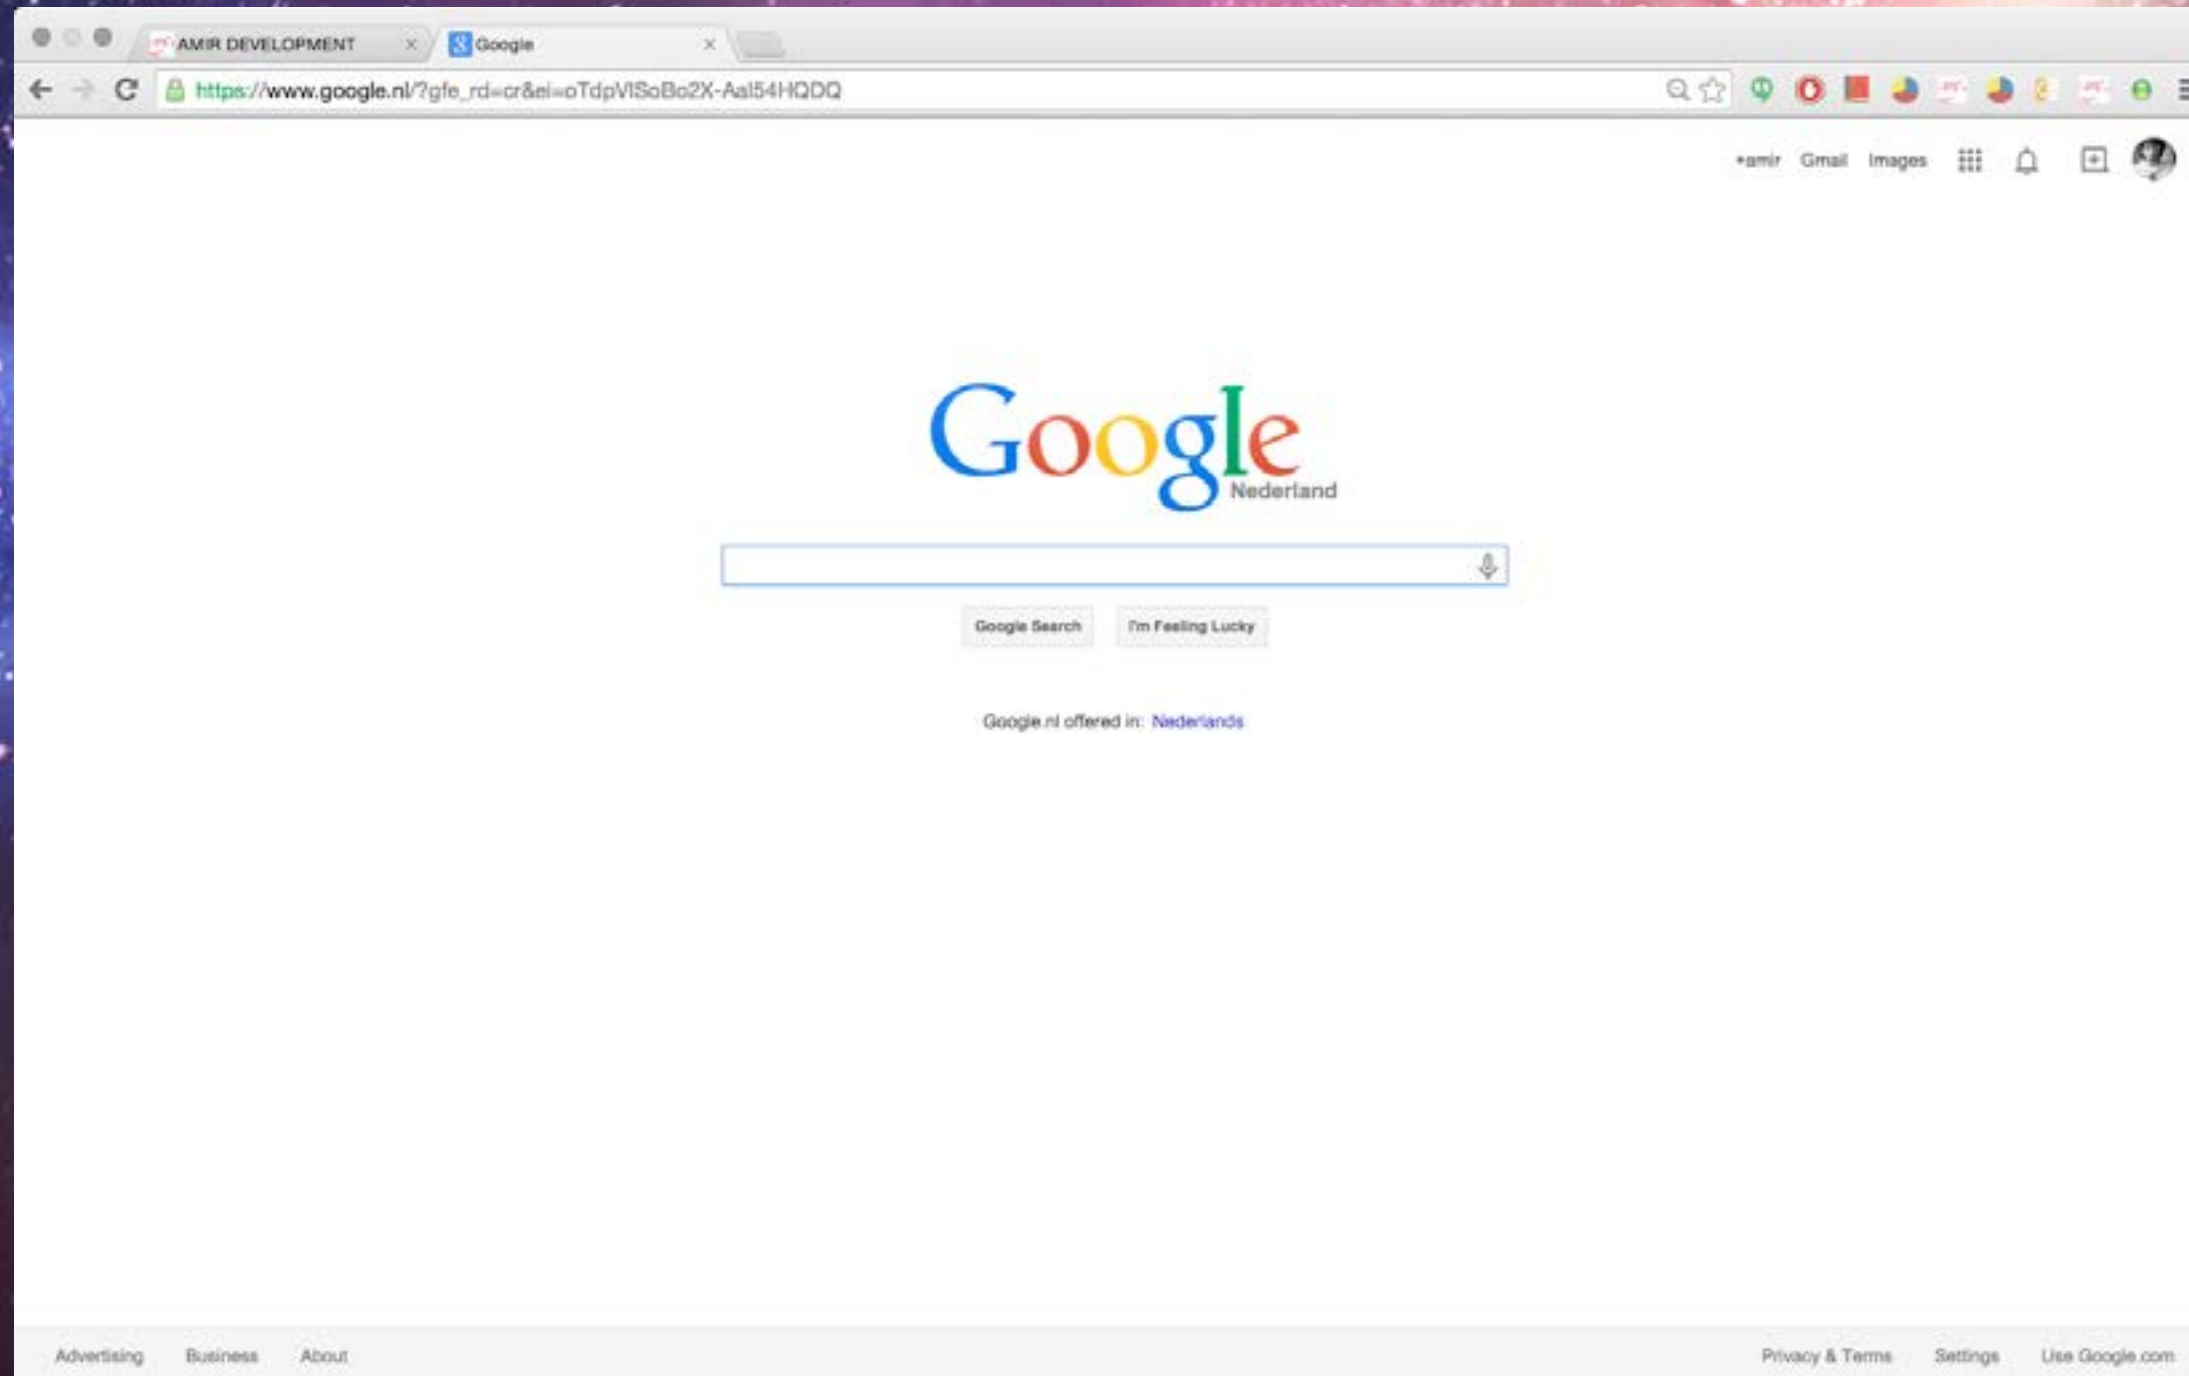 AMIR DEVELOPMENT
Google
https://www.google.nl/?gfe_rd=cr&ei=oTdpVISoBo2X-AaI54HQDQ
+amir Gmail Images
Google
Nederland
Google Search I'm Feeling Lucky
Google.nl offered in: Nederlands
Advertising Business About Privacy & Terms Settings Use Google.com